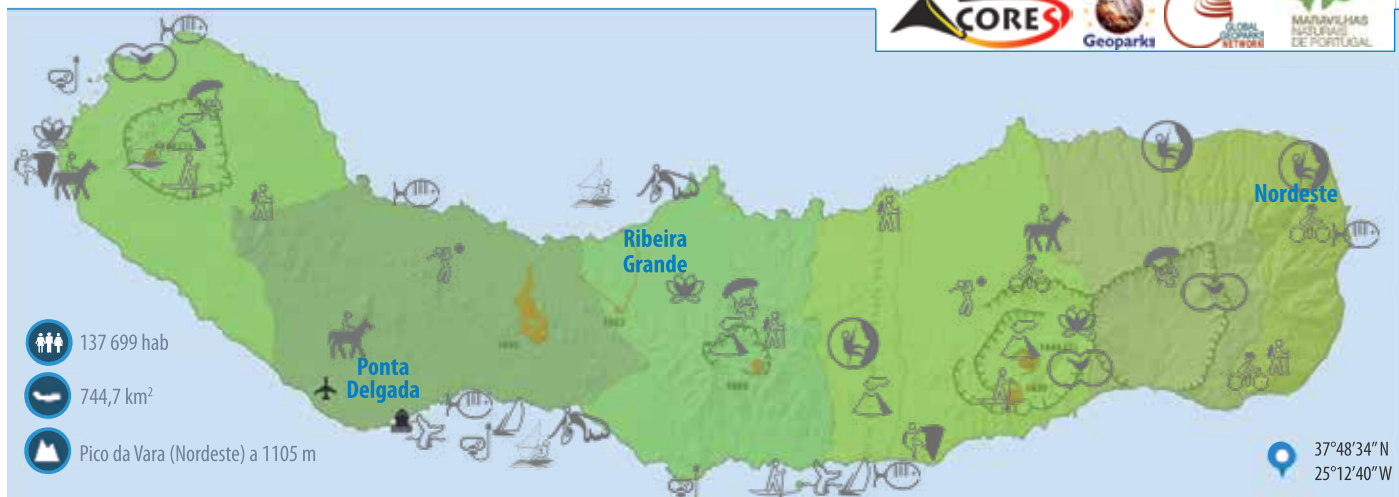 AÇORES
Geoparks
GLOBAL
GEOPARKS
NETWORK
MARAVILHAS
NATURAIS
DE PORTUGAL
Nordeste
Ribeira
Grande
Ponta
Delgada
137 699 hab
744,7 km²
Pico da Vara (Nordeste) a 1105 m
37°48’34’’ N
25°12’40’’ W